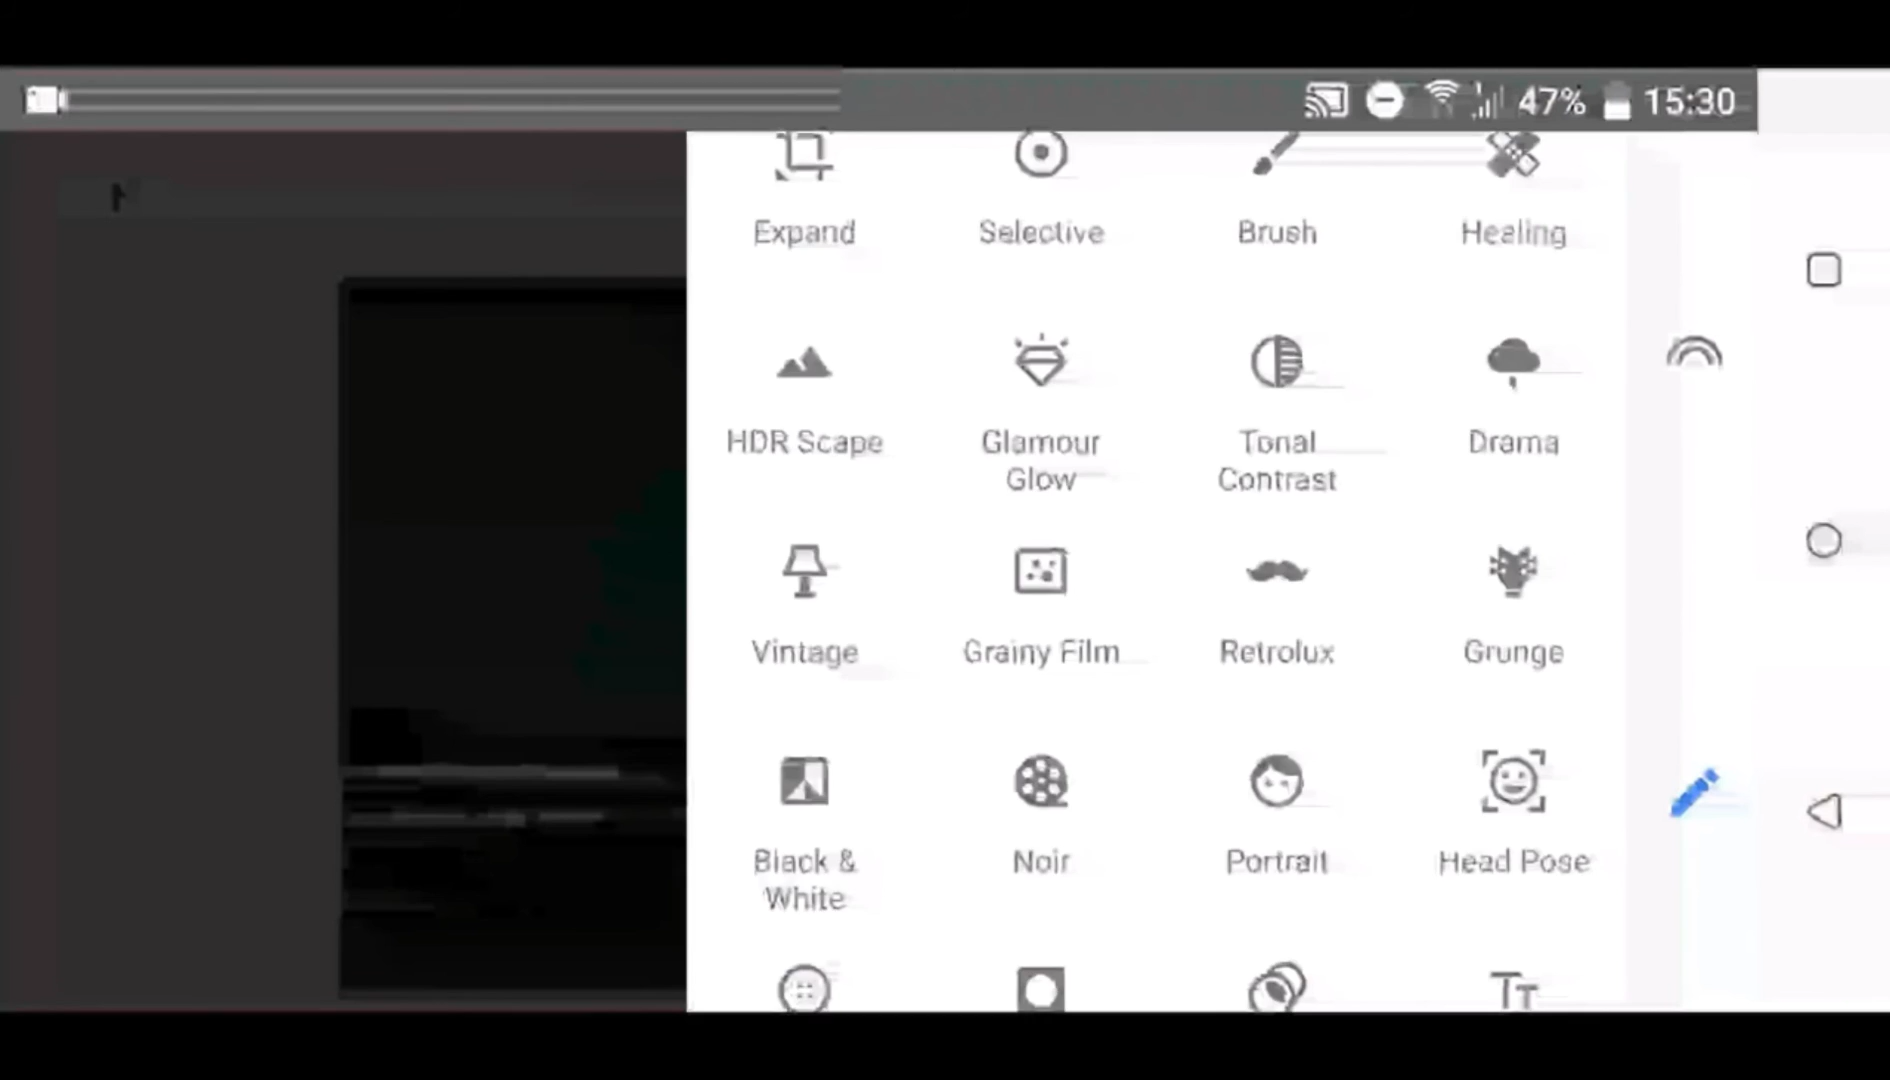 47% 15:30
Expand Selective Brush Healing
HDR Scape Glamour Glow Tonal Contrast Drama
Vintage Grainy Film Retrolux Grunge
Black & White Noir Portrait Head Pose
Tт